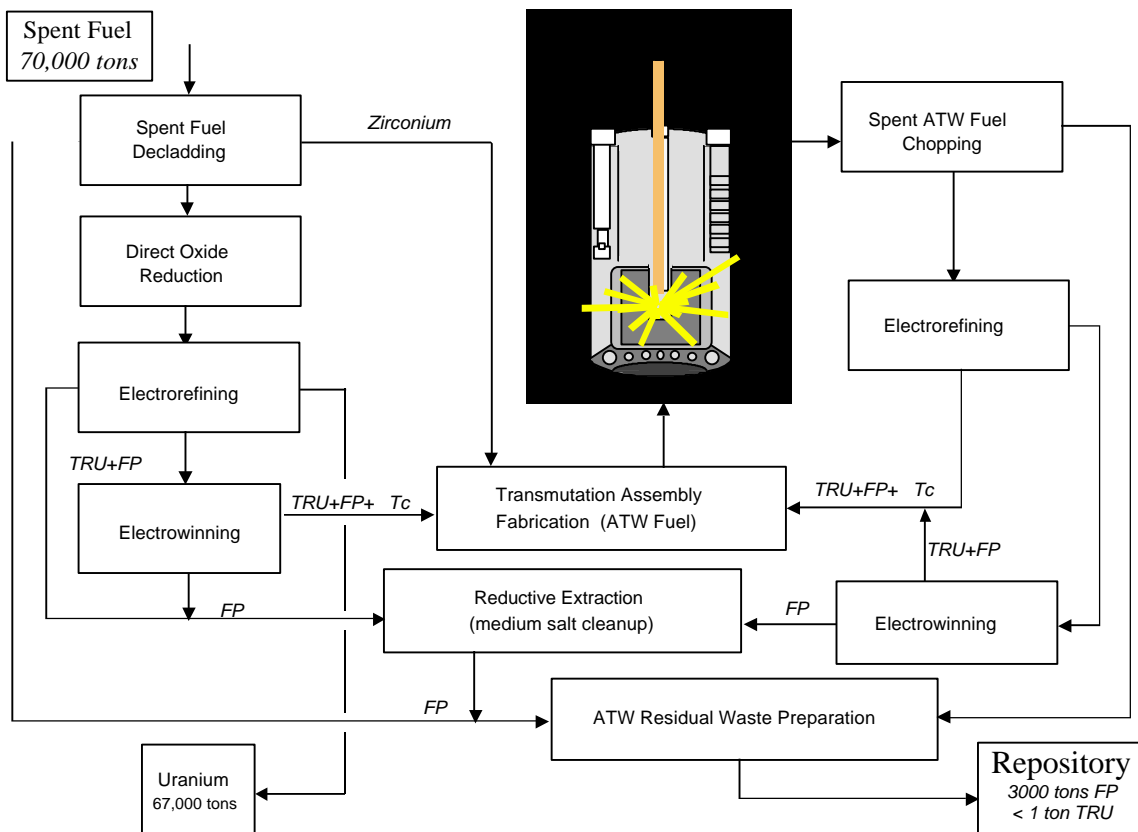 Spent Fuel
70,000 tons
Spent Fuel
Decladding
Zirconium
Spent ATW Fuel
Chopping
Direct Oxide
Reduction
Electrorefining
Electrorefining
TRU+FP
Electrowinning
TRU+FP+ Tc
Transmutation Assembly
Fabrication (ATW Fuel)
TRU+FP+ Tc
TRU+FP
FP
Reductive Extraction
(medium salt cleanup)
FP
Electrowinning
FP
ATW Residual Waste Preparation
Uranium
67,000 tons
Repository
3000 tons FP
< 1 ton TRU